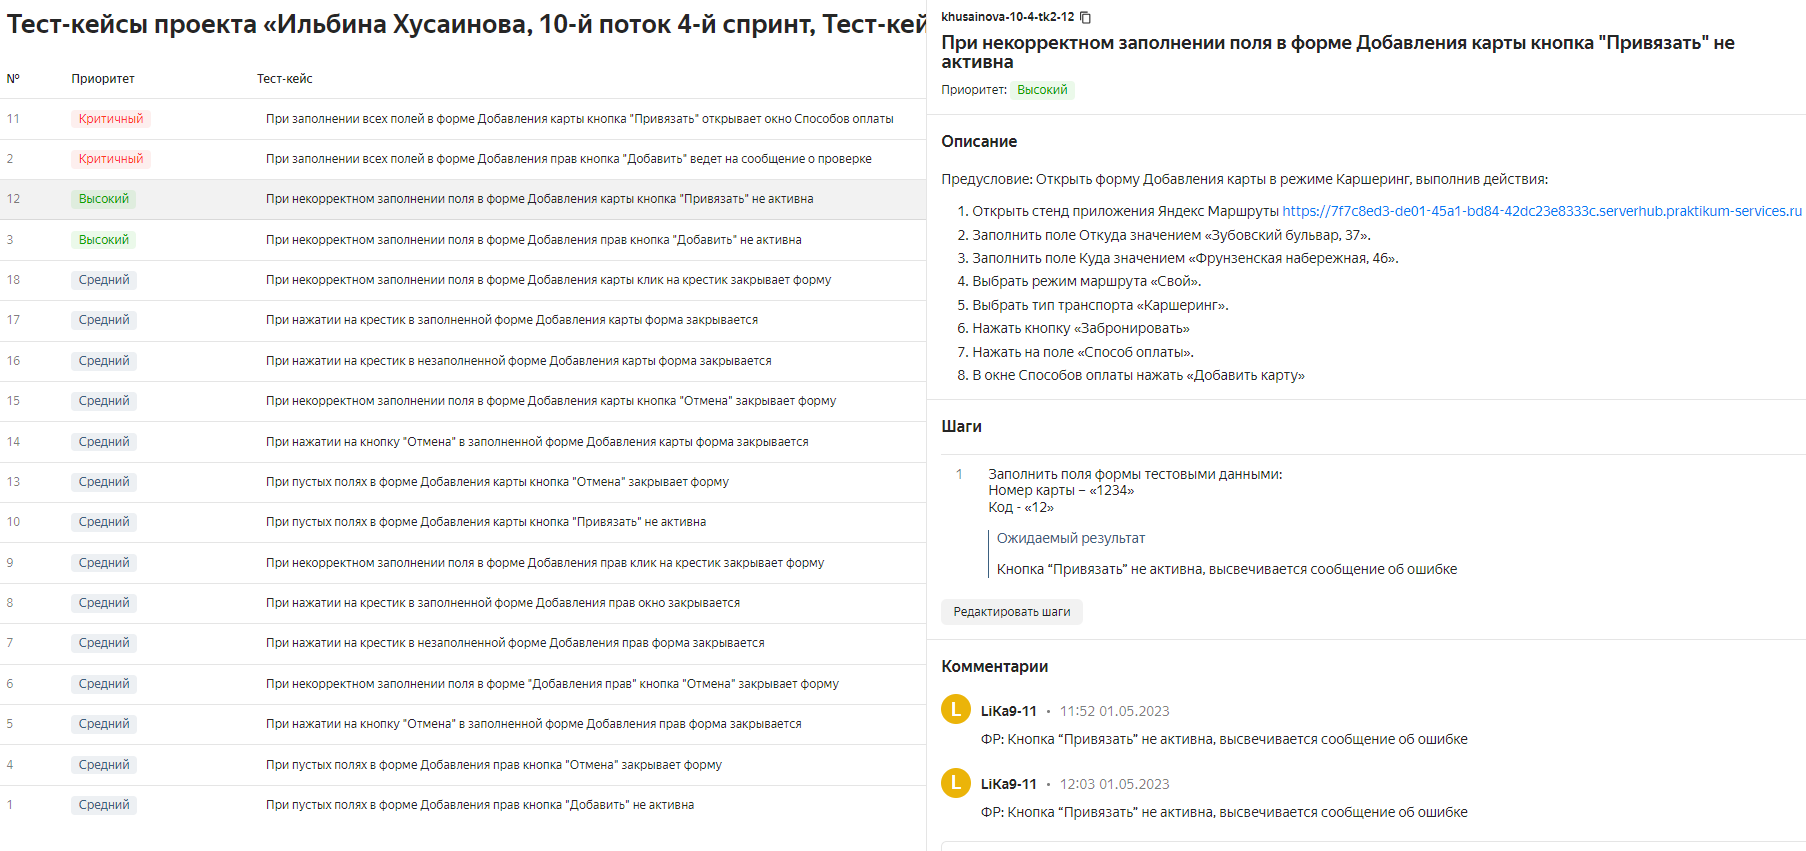 Тест-кейсы проекта «Ильбина Хусаинова, 10-й поток 4-й спринт, Тест-кей
№ Приоритет Тест-кейс
11 Критичный При заполнении всех полей в форме Добавления карты кнопка "Привязать" открывает окно Способов оплаты
2 Критичный При заполнении всех полей в форме Добавления прав кнопка "Добавить" ведет на сообщение о проверке
12 Высокий При некорректном заполнении поля в форме Добавления карты кнопка "Привязать" не активна
3 Высокий При некорректном заполнении поля в форме Добавления прав кнопка "Добавить" не активна
18 Средний При некорректном заполнении поля в форме Добавления карты клик на крестик закрывает форму
17 Средний При нажатии на крестик в заполненной форме Добавления карты форма закрывается
16 Средний При нажатии на крестик в незаполненной форме Добавления карты форма закрывается
15 Средний При некорректном заполнении поля в форме Добавления карты кнопка "Отмена" закрывает форму
14 Средний При нажатии на кнопку "Отмена" в заполненной форме Добавления карты форма закрывается
13 Средний При пустых полях в форме Добавления карты кнопка "Отмена" закрывает форму
10 Средний При пустых полях в форме Добавления карты кнопка "Привязать" не активна
9 Средний При некорректном заполнении поля в форме Добавления прав клик на крестик закрывает форму
8 Средний При нажатии на крестик в заполненной форме Добавления прав окно закрывается
7 Средний При нажатии на крестик в незаполненной форме Добавления прав форма закрывается
6 Средний При некорректном заполнении поля в форме "Добавления прав" кнопка "Отмена" закрывает форму
5 Средний При нажатии на кнопку "Отмена" в заполненной форме Добавления прав форма закрывается
4 Средний При пустых полях в форме Добавления прав кнопка "Отмена" закрывает форму
1 Средний При пустых полях в форме Добавления прав кнопка "Добавить" не активна
khusainova-10-4-tk2-12
При некорректном заполнении поля в форме Добавления карты кнопка "Привязать" не
активна
Приоритет: Высокий
Описание
Предусловие: Открыть форму Добавления карты в режиме Каршеринг, выполнив действия:
1. Открыть стенд приложения Яндекс Маршруты https://7f7c8ed3-de01-45a1-bd84-42dc23e8333c.serverhub.praktikum-services.ru
2. Заполнить поле Откуда значением «Зубовский бульвар, 37».
3. Заполнить поле Куда значением «Фрунзенская набережная, 46».
4. Выбрать режим маршрута «Свой».
5. Выбрать тип транспорта «Каршеринг».
6. Нажать кнопку «Забронировать»
7. Нажать на поле «Способ оплаты».
8. В окне Способов оплаты нажать «Добавить карту»
Шаги
1 Заполнить поля формы тестовыми данными:
Номер карты – «1234»
Код - «12»
Ожидаемый результат
Кнопка “Привязать” не активна, высвечивается сообщение об ошибке
Редактировать шаги
Комментарии
L LiKa9-11 • 11:52 01.05.2023
ФР: Кнопка “Привязать” не активна, высвечивается сообщение об ошибке
L LiKa9-11 • 12:03 01.05.2023
ФР: Кнопка “Привязать” не активна, высвечивается сообщение об ошибке